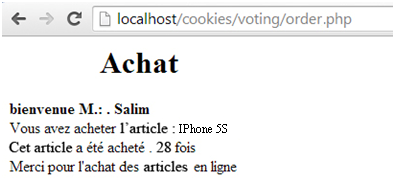 localhost/cookies/voting/order.php
Achat
bienvenue M.: . Salim
Vous avez acheter l'article : IPhone 5S
Cet article a été acheté . 28 fois
Merci pour l'achat des articles en ligne